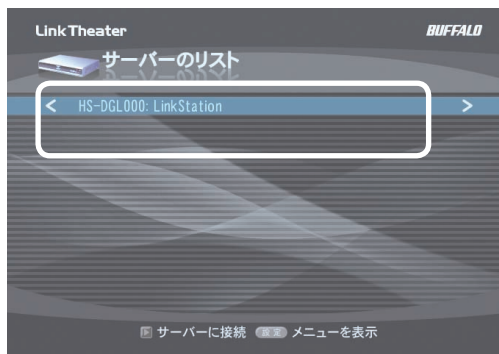 LinkTheater BUFFALO
サーバーのリスト
< HS-DGL000: LinkStation >
サーバーに接続 設定 メニューを表示